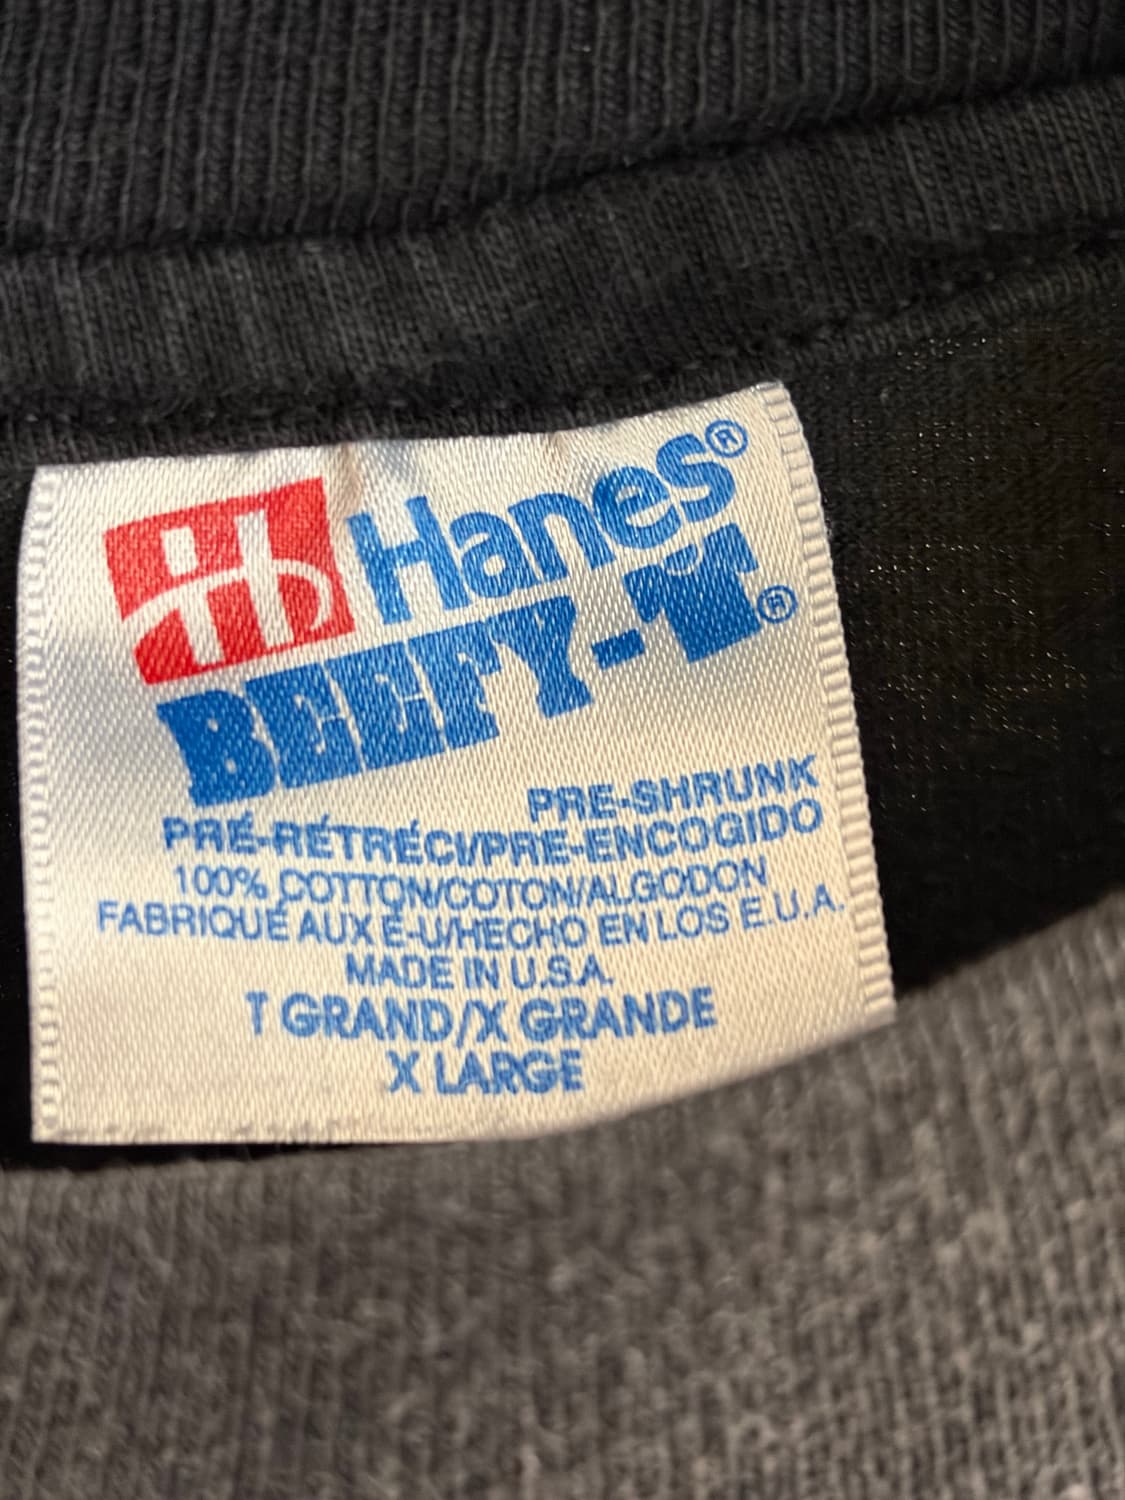 Hanes®
BEEFY-T®
PRE-SHRUNK
PRÉ-RÉTRÉCI/PRE-ENCOGIDO
100% COTTON/COTON/ALGODON
FABRIQUÉ AUX É-U/HECHO EN LOS E.U.A.
MADE IN U.S.A.
T GRAND/X GRANDE
X LARGE